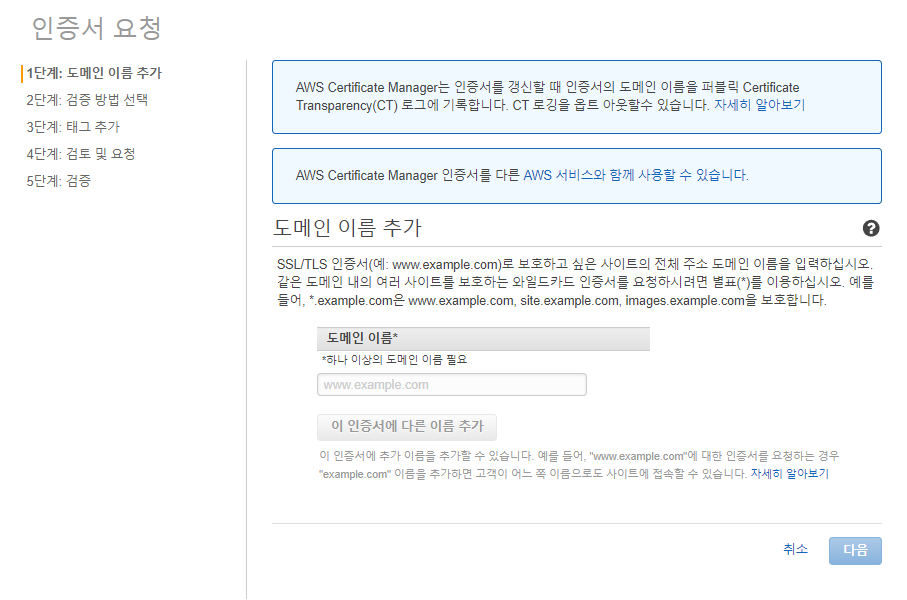 인증서 요청
1단계: 도메인 이름 추가
2단계: 검증 방법 선택
3단계: 태그 추가
4단계: 검토 및 요청
5단계: 검증
AWS Certificate Manager는 인증서를 갱신할 때 인증서의 도메인 이름을 퍼블릭 Certificate
Transparency(CT) 로그에 기록합니다. CT 로깅을 옵트 아웃할수 있습니다. 자세히 알아보기
AWS Certificate Manager 인증서를 다른 AWS 서비스와 함께 사용할 수 있습니다.
도메인 이름 추가
?
SSL/TLS 인증서(예: www.example.com)로 보호하고 싶은 사이트의 전체 주소 도메인 이름을 입력하십시오.
같은 도메인 내의 여러 사이트를 보호하는 와일드카드 인증서를 요청하시려면 별표(*)를 이용하십시오. 예를
들어, *.example.com은 www.example.com, site.example.com, images.example.com을 보호합니다.
도메인 이름*
*하나 이상의 도메인 이름 필요
www.example.com
이 인증서에 다른 이름 추가
이 인증서에 추가 이름을 추가할 수 있습니다. 예를 들어, "www.example.com"에 대한 인증서를 요청하는 경우
"example.com" 이름을 추가하면 고객이 어느 쪽 이름으로도 사이트에 접속할 수 있습니다. 자세히 알아보기
취소
다음